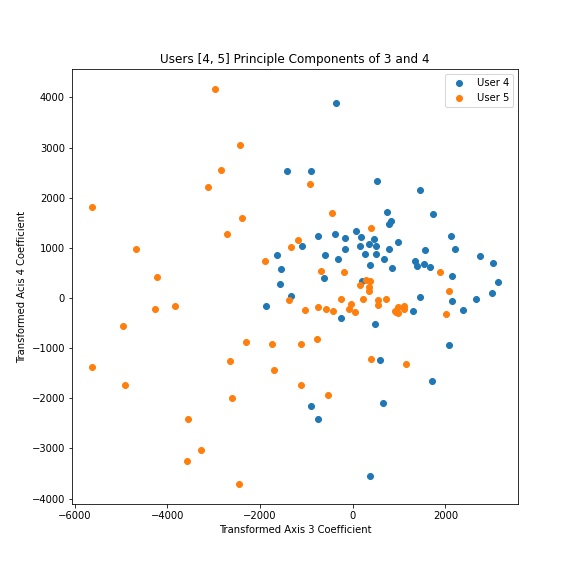 Users [4, 5] Principle Components of 3 and 4
User 4
User 5
4000
3000
2000
1000
0
−1000
−2000
−3000
−4000
Transformed Acis 4 Coefficient
−6000 −4000 −2000 0 2000
Transformed Axis 3 Coefficient